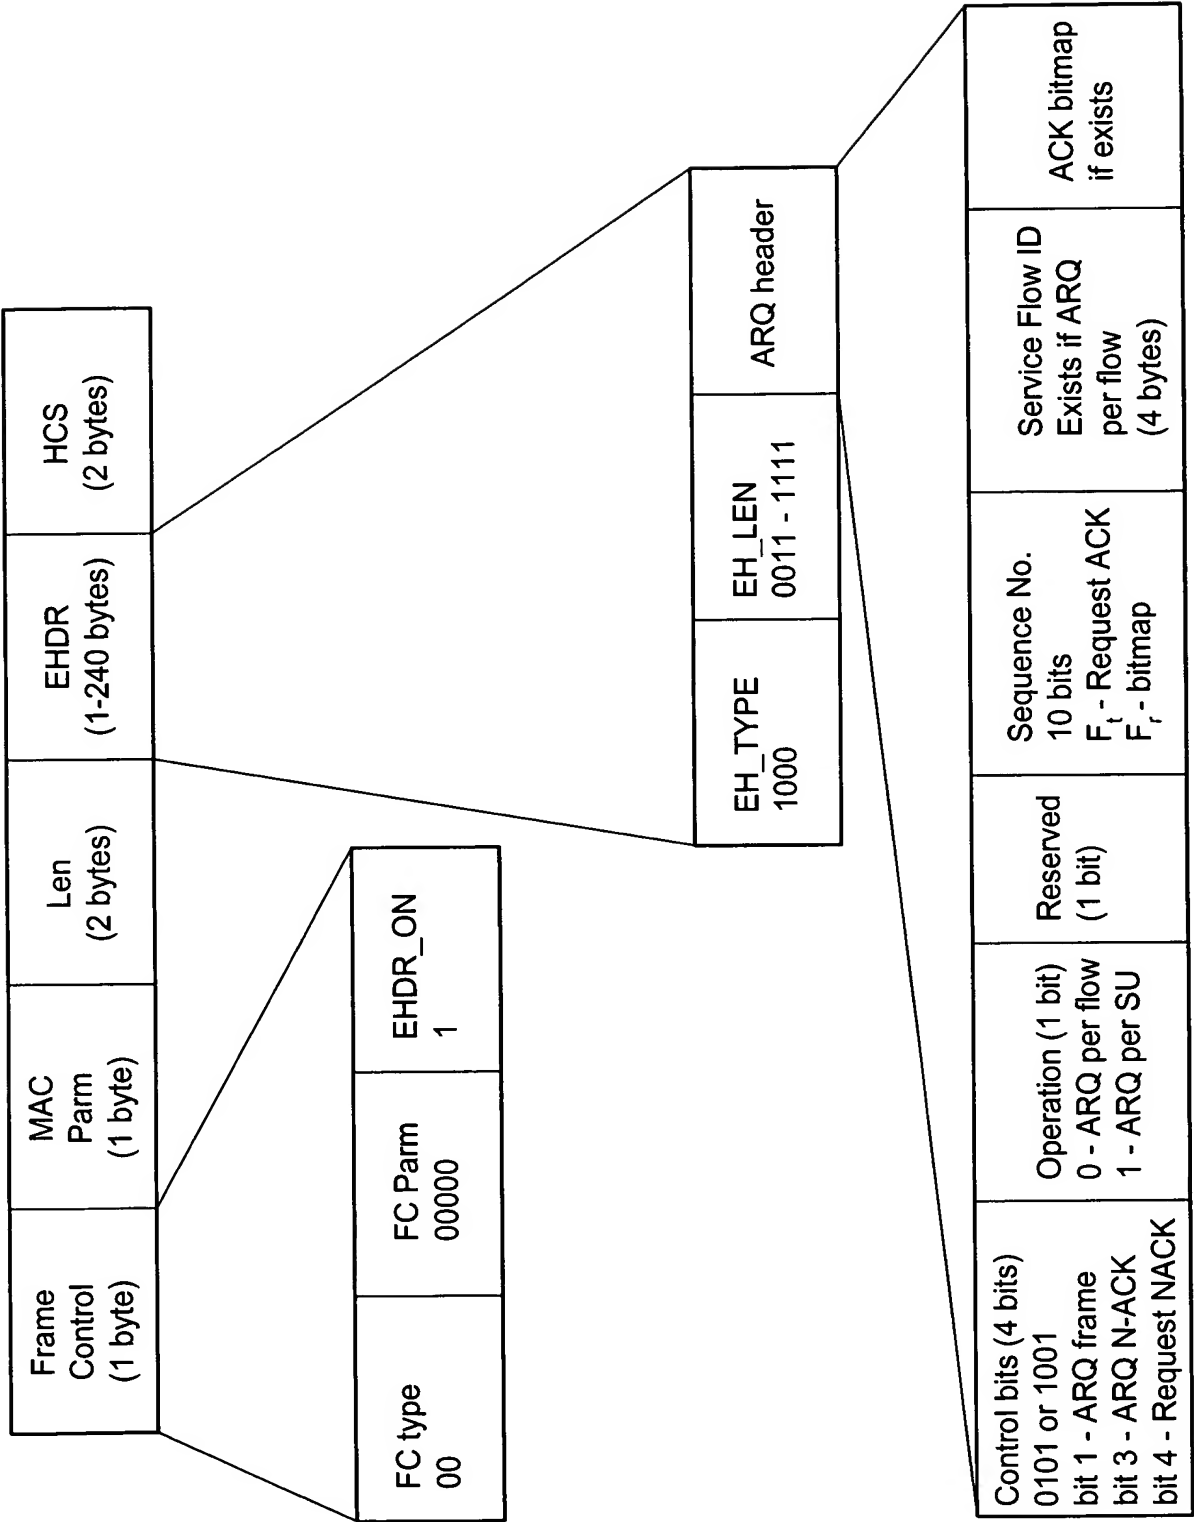 Frame
Control
(1 byte)
MAC
Parm
(1 byte)
Len
(2 bytes)
EHDR
(1-240 bytes)
HCS
(2 bytes)
FC type
00
FC Parm
00000
EHDR_ON
1
EH_TYPE
1000
EH_LEN
0011 - 1111
ARQ header
Control bits (4 bits)
0101 or 1001
bit 1 - ARQ frame
bit 3 - ARQ N-ACK
bit 4 - Request NACK
Operation (1 bit)
0 - ARQ per flow
1 - ARQ per SU
Reserved
(1 bit)
Sequence No.
10 bits
Ft - Request ACK
Fr - bitmap
Service Flow ID
Exists if ARQ
per flow
(4 bytes)
ACK bitmap
if exists